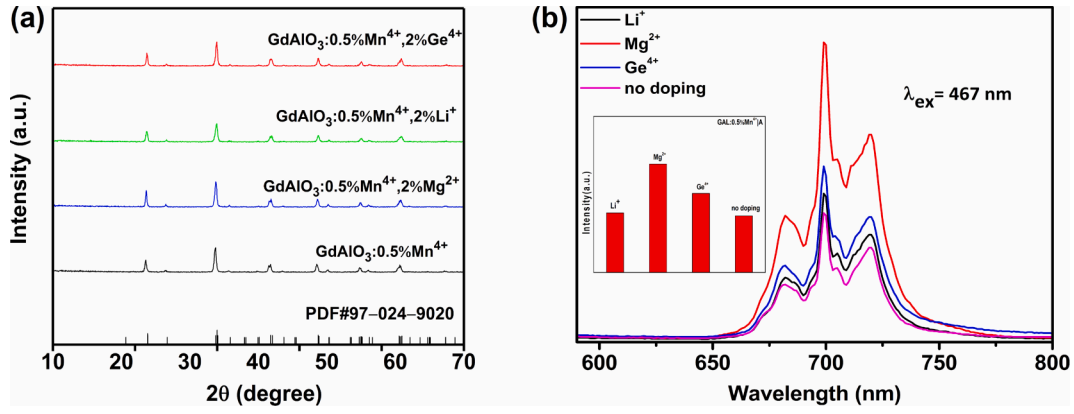 (a)
GdAlO₃:0.5%Mn⁴⁺,2%Ge⁴⁺
GdAlO₃:0.5%Mn⁴⁺,2%Li⁺
GdAlO₃:0.5%Mn⁴⁺,2%Mg²⁺
GdAlO₃:0.5%Mn⁴⁺
PDF#97–024–9020
Intensity (a.u.)
10 20 30 40 50 60 70
2θ (degree)
(b)
Li⁺
Mg²⁺
Ge⁴⁺
no doping
λex= 467 nm
GAL:0.5%Mn⁴⁺|A
Intensity(a.u.)
Li⁺
Mg²⁺
Ge⁴⁺
no doping
600 650 700 750 800
Wavelength (nm)